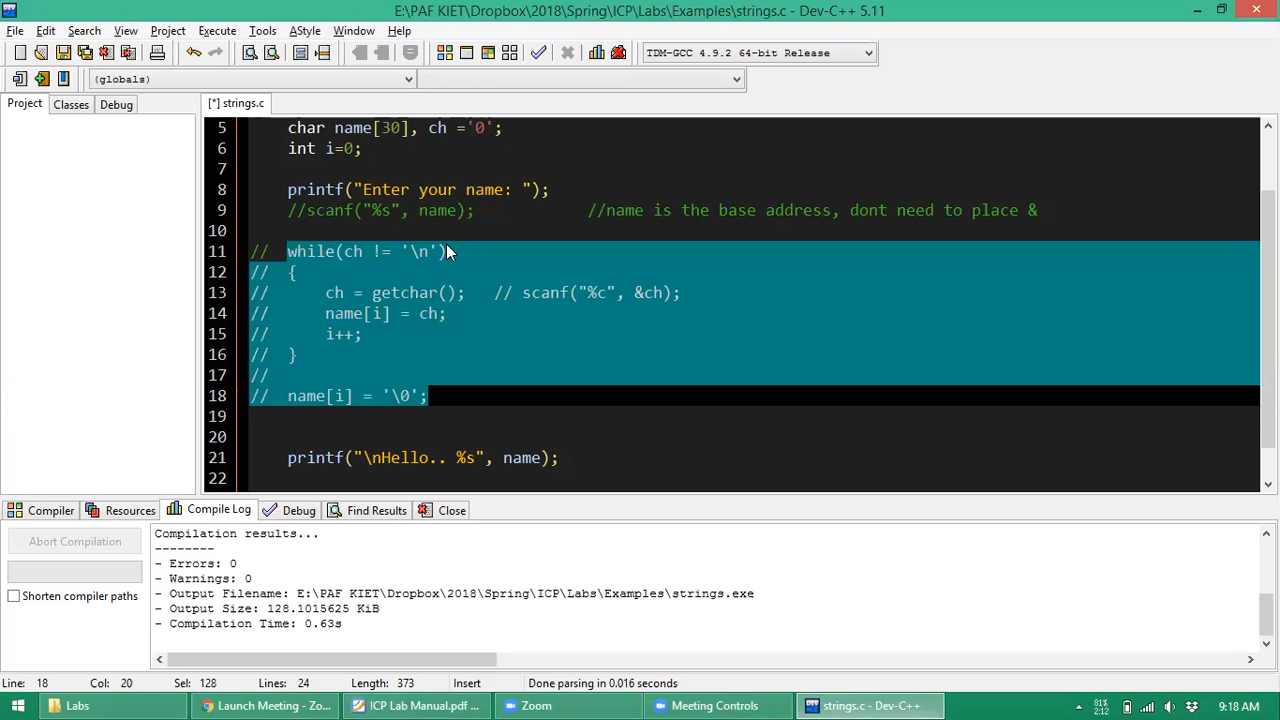 E:\PAF KIET\Dropbox\2018\Spring\ICP\Labs\Examples\strings.c - Dev-C++ 5.11
File Edit Search View Project Execute Tools AStyle Window Help
TDM-GCC 4.9.2 64-bit Release
(globals)
Project Classes Debug [*] strings.c
5 char name[30], ch ='0';
6 int i=0;
7
8 printf("Enter your name: ");
9 //scanf("%s", name); //name is the base address, dont need to place &
10
11 // while(ch != '\n')
12 // {
13 // ch = getchar(); // scanf("%c", &ch);
14 // name[i] = ch;
15 // i++;
16 // }
17 //
18 // name[i] = '\0';
19
20
21 printf("\nHello.. %s", name);
22
Compiler Resources Compile Log Debug Find Results Close
Abort Compilation
Shorten compiler paths
Compilation results...
--------
- Errors: 0
- Warnings: 0
- Output Filename: E:\PAF KIET\Dropbox\2018\Spring\ICP\Labs\Examples\strings.exe
- Output Size: 128.1015625 KiB
- Compilation Time: 0.63s
Line: 18 Col: 20 Sel: 128 Lines: 24 Length: 373 Insert Done parsing in 0.016 seconds
Labs Launch Meeting - Zo... ICP Lab Manual.pdf ... Zoom Meeting Controls strings.c - Dev-C++ 81% 2:12 9:18 AM